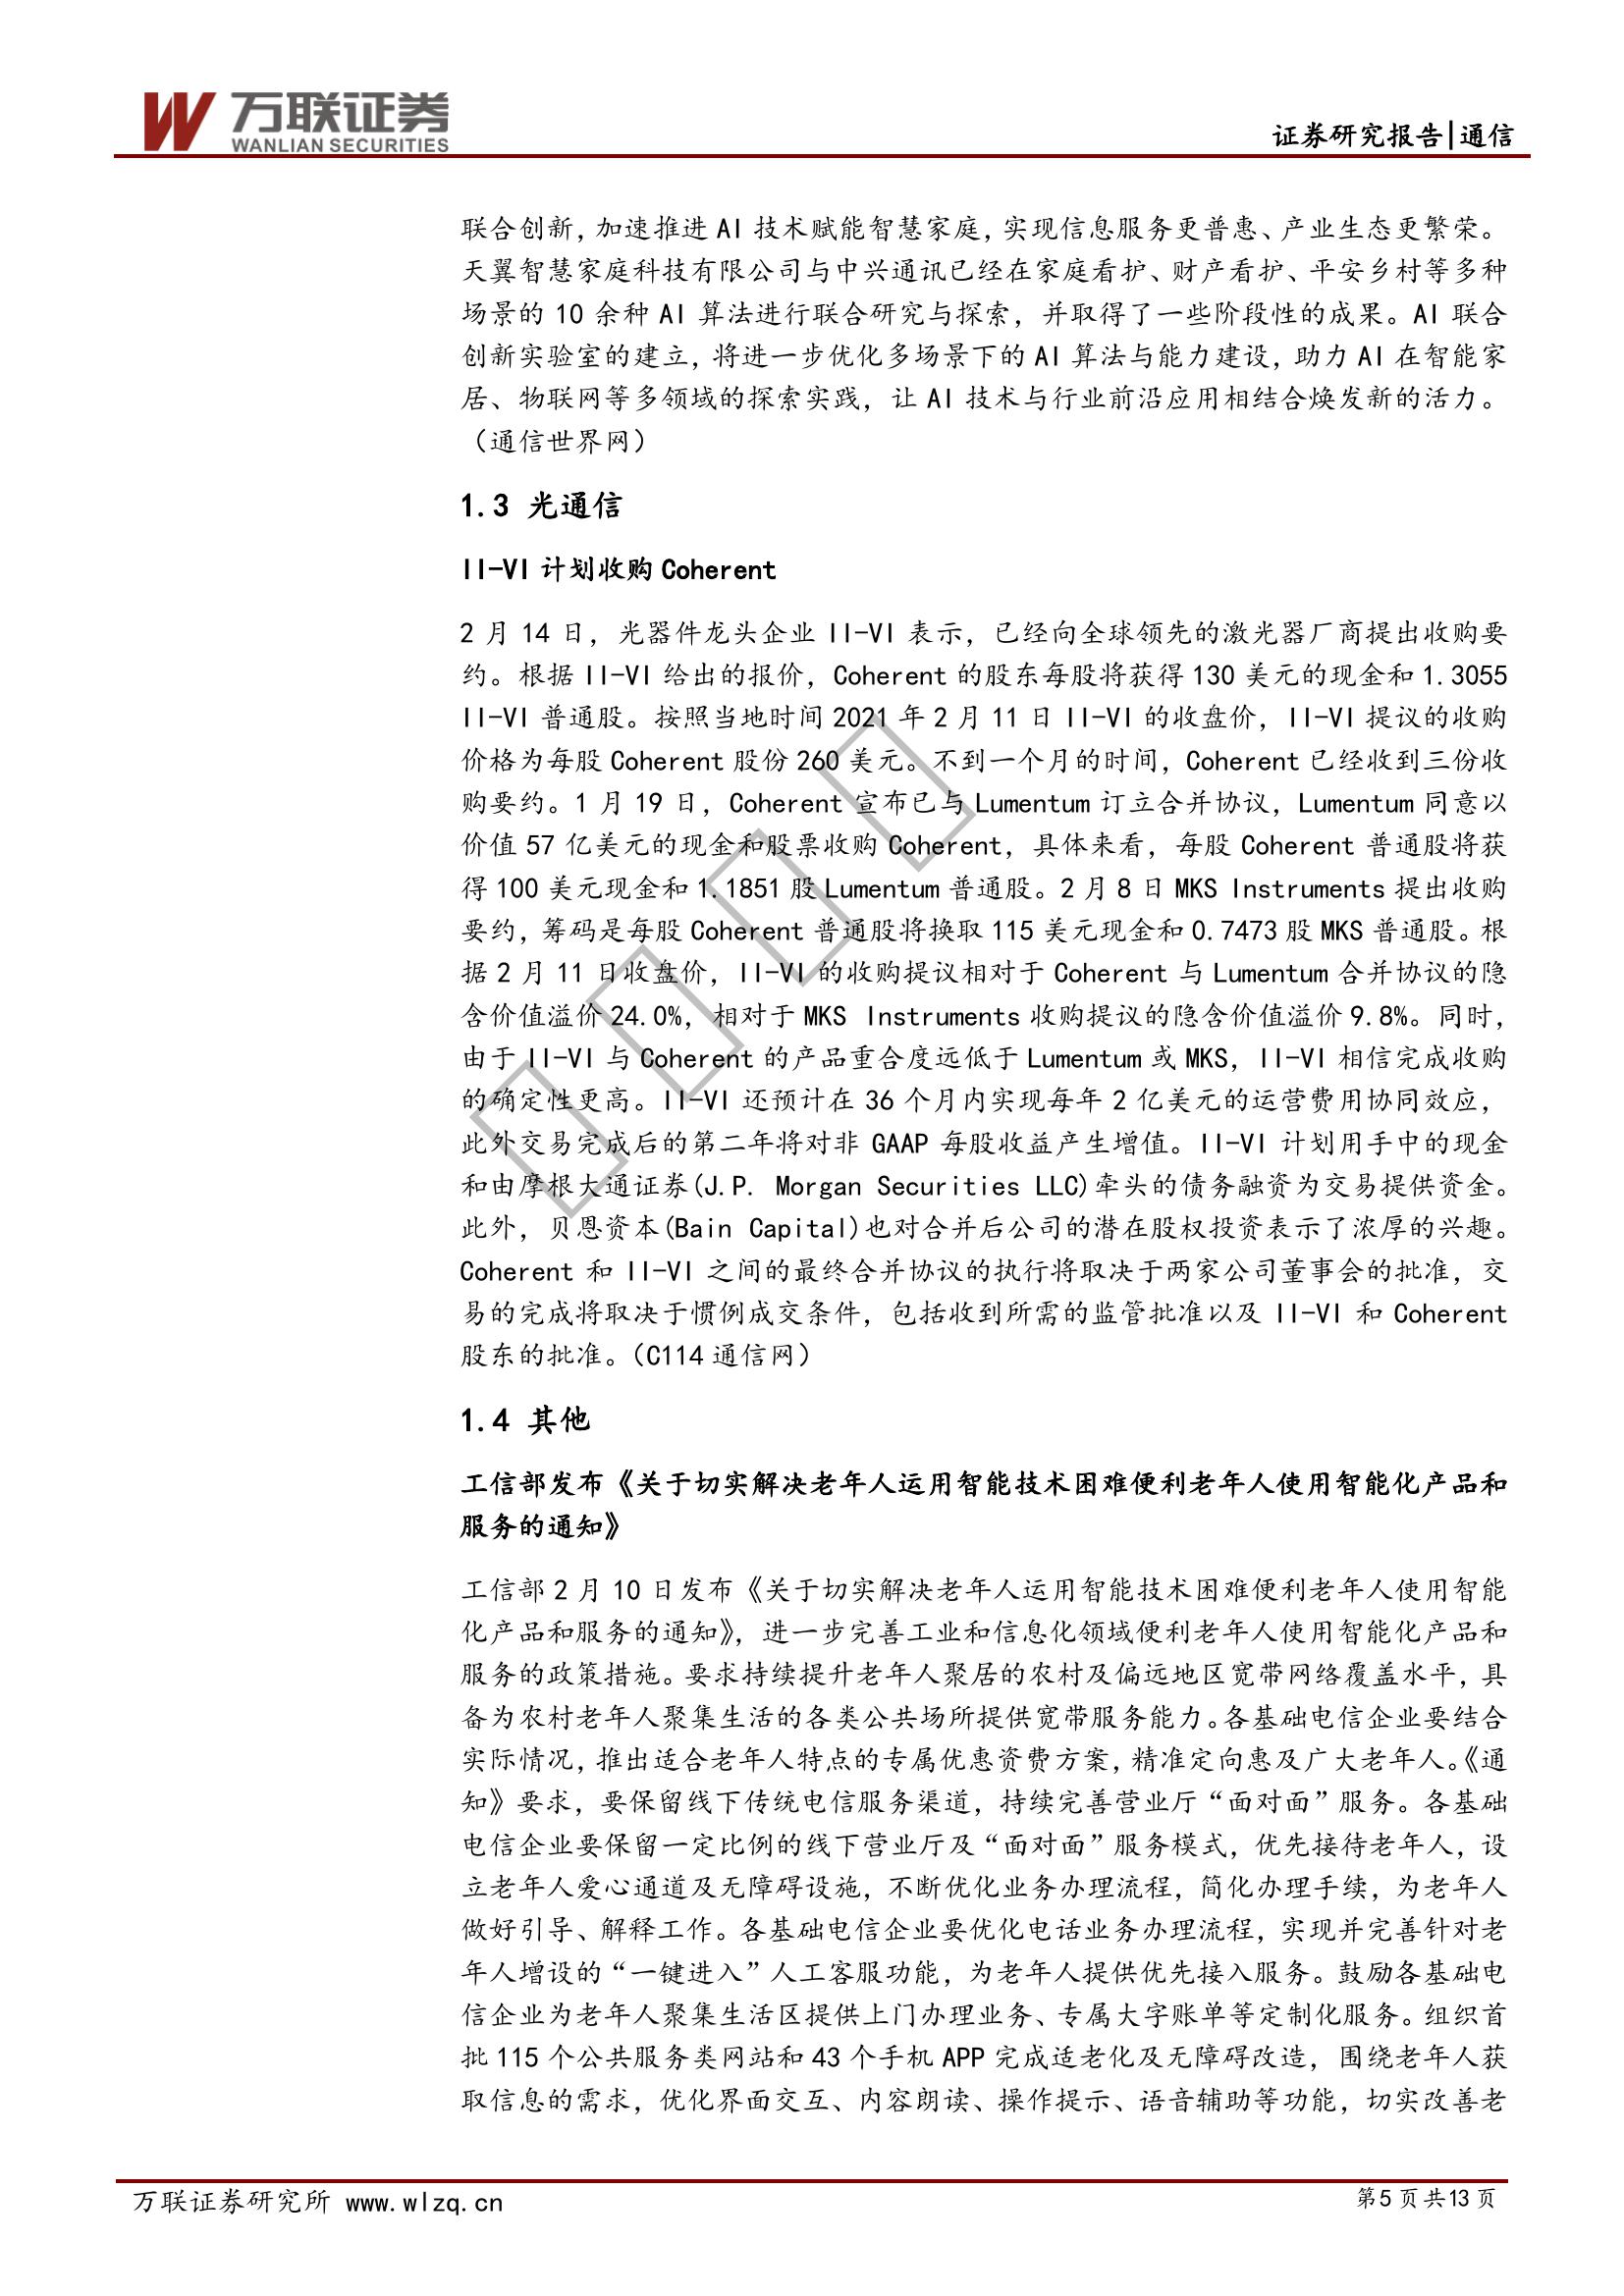 万联证券
WANLIAN SECURITIES
证券研究报告|通信
联合创新，加速推进 AI 技术赋能智慧家庭，实现信息服务更普惠、产业生态更繁荣。
天翼智慧家庭科技有限公司与中兴通讯已经在家庭看护、财产看护、平安乡村等多种
场景的 10 余种 AI 算法进行联合研究与探索，并取得了一些阶段性的成果。AI 联合
创新实验室的建立，将进一步优化多场景下的 AI 算法与能力建设，助力 AI 在智能家
居、物联网等多领域的探索实践，让 AI 技术与行业前沿应用相结合焕发新的活力。
（通信世界网）
1.3 光通信
II-VI 计划收购 Coherent
2 月 14 日，光器件龙头企业 II-VI 表示，已经向全球领先的激光器厂商提出收购要
约。根据 II-VI 给出的报价，Coherent 的股东每股将获得 130 美元的现金和 1.3055
II-VI 普通股。按照当地时间 2021 年 2 月 11 日 II-VI 的收盘价，II-VI 提议的收购
价格为每股 Coherent 股份 260 美元。不到一个月的时间，Coherent 已经收到三份收
购要约。1 月 19 日，Coherent 宣布已与 Lumentum 订立合并协议，Lumentum 同意以
价值 57 亿美元的现金和股票收购 Coherent，具体来看，每股 Coherent 普通股将获
得 100 美元现金和 1.1851 股 Lumentum 普通股。2 月 8 日 MKS Instruments 提出收购
要约，筹码是每股 Coherent 普通股将换取 115 美元现金和 0.7473 股 MKS 普通股。根
据 2 月 11 日收盘价，II-VI 的收购提议相对于 Coherent 与 Lumentum 合并协议的隐
含价值溢价 24.0%，相对于 MKS Instruments 收购提议的隐含价值溢价 9.8%。同时，
由于 II-VI 与 Coherent 的产品重合度远低于 Lumentum 或 MKS，II-VI 相信完成收购
的确定性更高。II-VI 还预计在 36 个月内实现每年 2 亿美元的运营费用协同效应，
此外交易完成后的第二年将对非 GAAP 每股收益产生增值。II-VI 计划用手中的现金
和由摩根大通证券(J.P. Morgan Securities LLC)牵头的债务融资为交易提供资金。
此外，贝恩资本(Bain Capital)也对合并后公司的潜在股权投资表示了浓厚的兴趣。
Coherent 和 II-VI 之间的最终合并协议的执行将取决于两家公司董事会的批准，交
易的完成将取决于惯例成交条件，包括收到所需的监管批准以及 II-VI 和 Coherent
股东的批准。（C114 通信网）
1.4 其他
工信部发布《关于切实解决老年人运用智能技术困难便利老年人使用智能化产品和
服务的通知》
工信部 2 月 10 日发布《关于切实解决老年人运用智能技术困难便利老年人使用智能
化产品和服务的通知》，进一步完善工业和信息化领域便利老年人使用智能化产品和
服务的政策措施。要求持续提升老年人聚居的农村及偏远地区宽带网络覆盖水平，具
备为农村老年人聚集生活的各类公共场所提供宽带服务能力。各基础电信企业要结合
实际情况，推出适合老年人特点的专属优惠资费方案，精准定向惠及广大老年人。《通
知》要求，要保留线下传统电信服务渠道，持续完善营业厅“面对面”服务。各基础
电信企业要保留一定比例的线下营业厅及“面对面”服务模式，优先接待老年人，设
立老年人爱心通道及无障碍设施，不断优化业务办理流程，简化办理手续，为老年人
做好引导、解释工作。各基础电信企业要优化电话业务办理流程，实现并完善针对老
年人增设的“一键进入”人工客服功能，为老年人提供优先接入服务。鼓励各基础电
信企业为老年人聚集生活区提供上门办理业务、专属大字账单等定制化服务。组织首
批 115 个公共服务类网站和 43 个手机 APP 完成适老化及无障碍改造，围绕老年人获
取信息的需求，优化界面交互、内容朗读、操作提示、语音辅助等功能，切实改善老
万联证券研究所 www.wlzq.cn
第 5 页 共 13 页